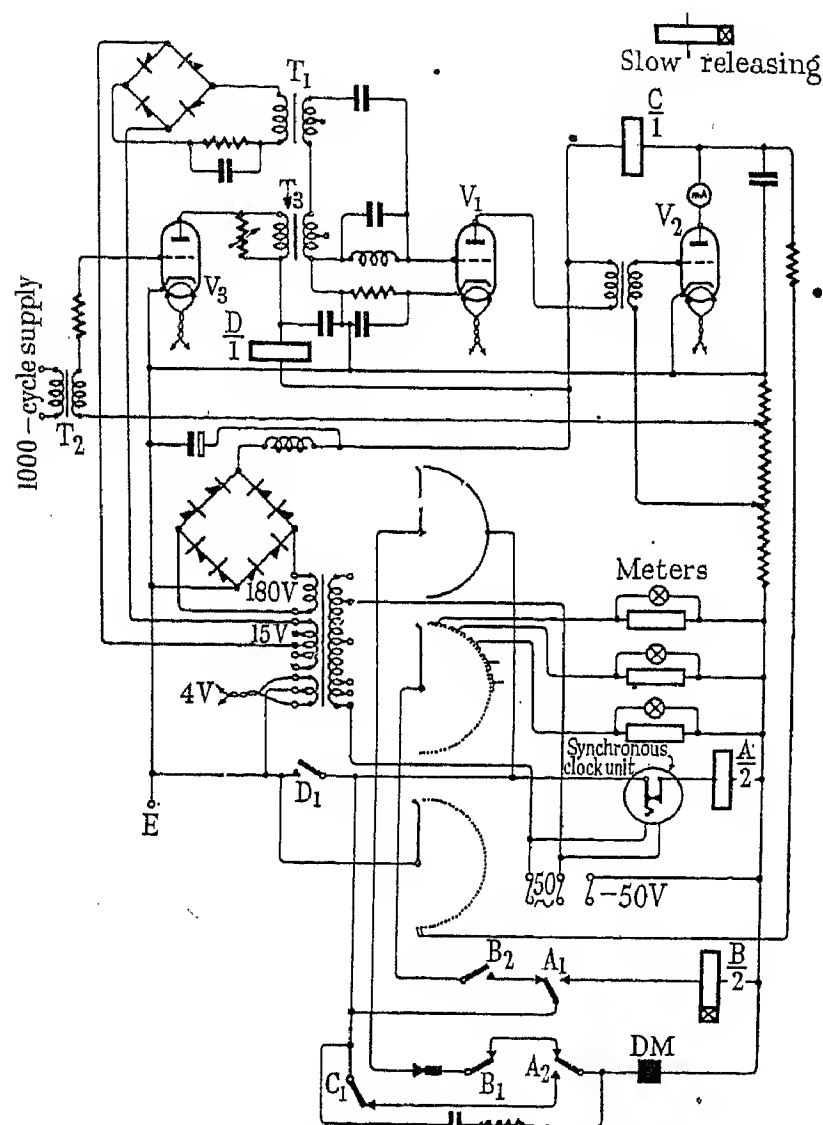 Slow releasing
T1
C
1
V1
V2
mA
T3
V3
D
1
1000-cycle supply
T2
180V
15V
4V
Meters
Synchronous
clock unit
A
2
D1
E
50
~
-50V
B2
A1
B
2
B1
A2
DM
C1